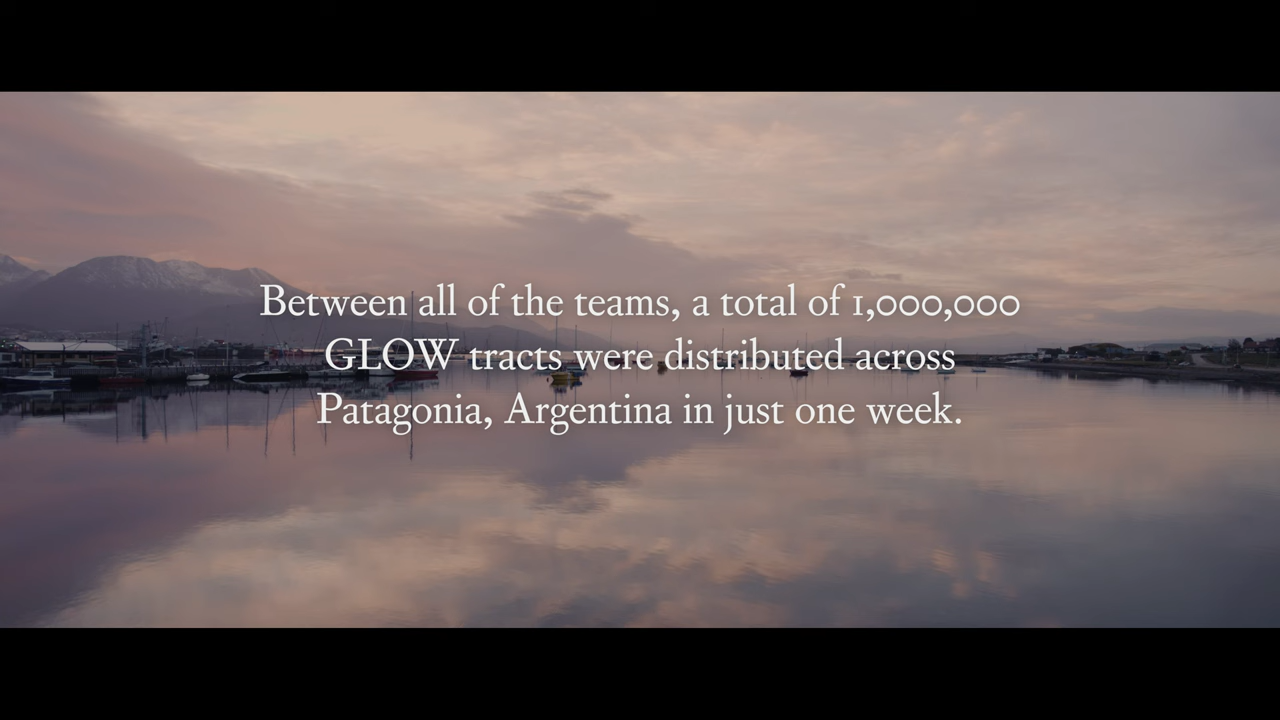 Between all of the teams, a total of 1,000,000
GLOW tracts were distributed across
Patagonia, Argentina in just one week.